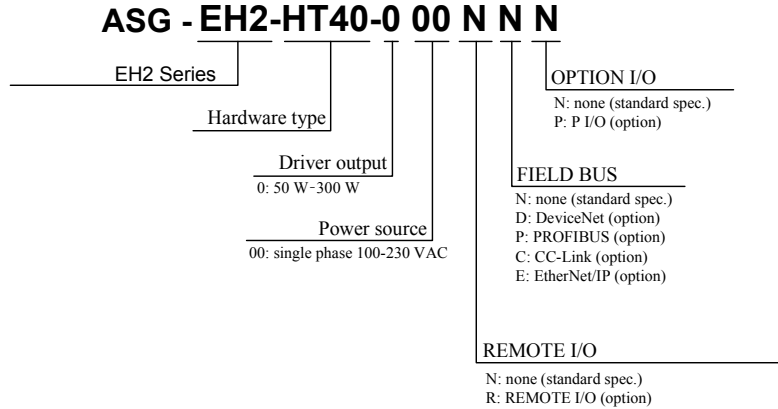 ASG - EH2-HT40-0 00 N N N
EH2 Series
Hardware type
Driver output
0: 50 W-300 W
Power source
00: single phase 100-230 VAC
OPTION I/O
N: none (standard spec.)
P: P I/O (option)
FIELD BUS
N: none (standard spec.)
D: DeviceNet (option)
P: PROFIBUS (option)
C: CC-Link (option)
E: EtherNet/IP (option)
REMOTE I/O
N: none (standard spec.)
R: REMOTE I/O (option)